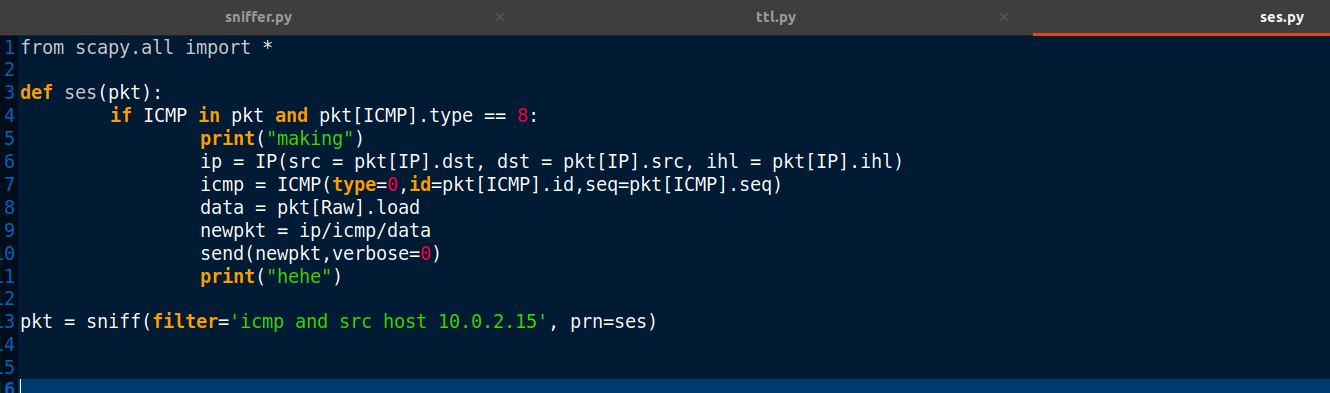 sniffer.py × ttl.py × ses.py
1 from scapy.all import *
2
3 def ses(pkt):
4 if ICMP in pkt and pkt[ICMP].type == 8:
5 print("making")
6 ip = IP(src = pkt[IP].dst, dst = pkt[IP].src, ihl = pkt[IP].ihl)
7 icmp = ICMP(type=0,id=pkt[ICMP].id,seq=pkt[ICMP].seq)
8 data = pkt[Raw].load
9 newpkt = ip/icmp/data
10 send(newpkt,verbose=0)
11 print("hehe")
12
13 pkt = sniff(filter='icmp and src host 10.0.2.15', prn=ses)
14
15
16